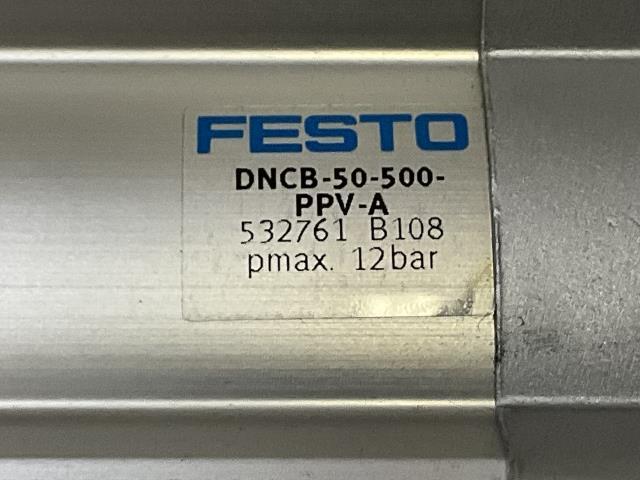 FESTO
DNCB-50-500-
PPV-A
532761 B108
pmax. 12bar